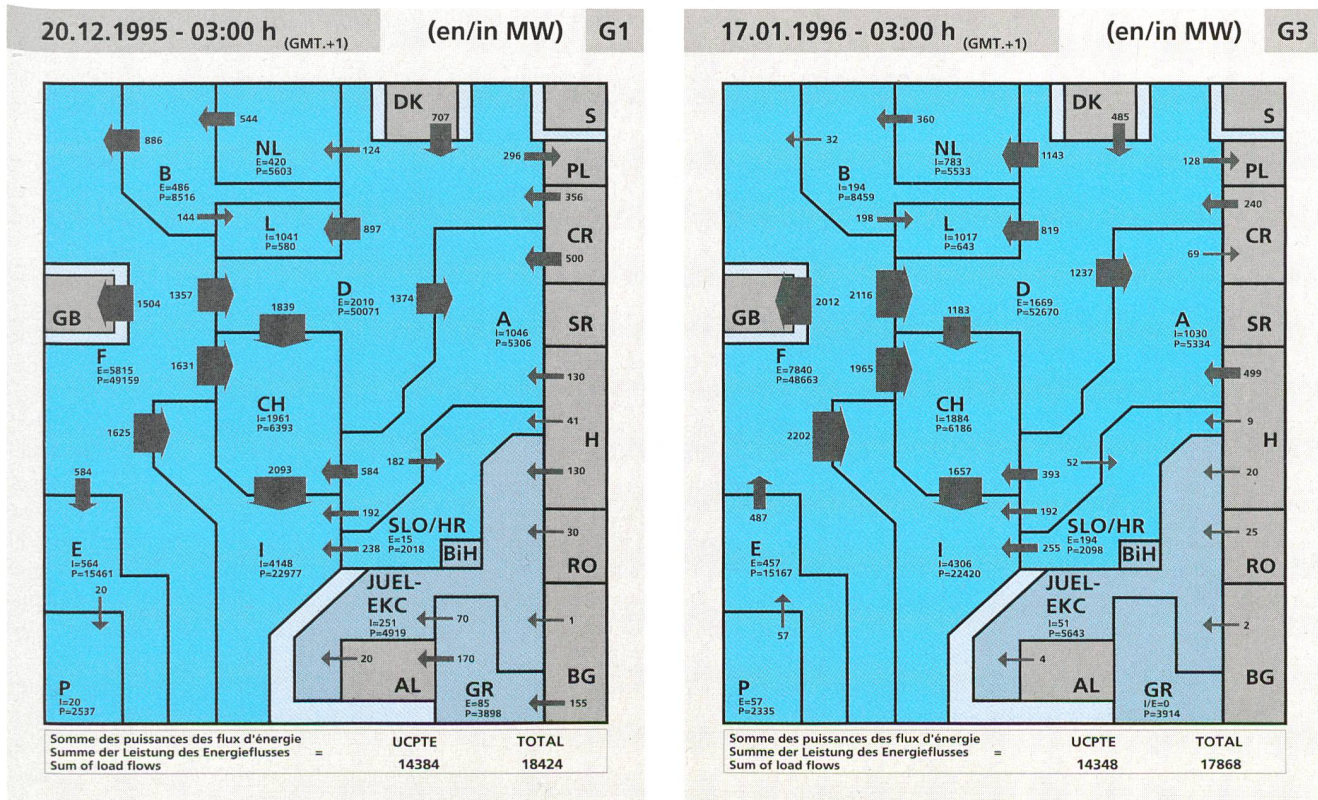 20.12.1995 - 03:00 h (GMT.+1) (en/in MW) G1
DK
S
707
544
886
NL
E=420
P=5603
124
296
PL
B
E=486
P=8516
356
144
L
I=1041
P=580
897
CR
500
D
E=2010
P=50071
1504
1357
1839
1374
GB
A
I=1046
P=5306
SR
F
E=5815
P=49159
1631
130
CH
I=1961
P=6393
41
1625
H
182
584
2093
584
130
192
SLO/HR
E=15
P=2018
30
238
BiH
E
I=564
P=15461
I
I=4148
P=22977
RO
JUEL-
EKC
I=251
P=4919
20
70
1
20
170
P
I=20
P=2537
AL
GR
E=85
P=3898
BG
155
Somme des puissances des flux d'énergie
Summe der Leistung des Energieflusses =
Sum of load flows
UCPTE TOTAL
14384 18424
17.01.1996 - 03:00 h (GMT.+1) (en/in MW) G3
DK
S
485
360
32
NL
I=783
P=5533
1143
128
PL
B
I=194
P=8459
240
198
L
I=1017
P=643
819
CR
69
D
E=1669
P=52670
2012
2116
1183
1237
GB
A
I=1030
P=5334
SR
F
E=7840
P=48663
1965
499
CH
I=1884
P=6186
9
2202
H
52
1657
393
20
487
192
SLO/HR
E=194
P=2098
25
255
BiH
E
E=457
P=15167
I
I=4306
P=22420
RO
JUEL-
EKC
I=51
P=5643
57
2
4
P
E=57
P=2335
AL
GR
I/E=0
P=3914
BG
Somme des puissances des flux d'énergie
Summe der Leistung des Energieflusses =
Sum of load flows
UCPTE TOTAL
14348 17868